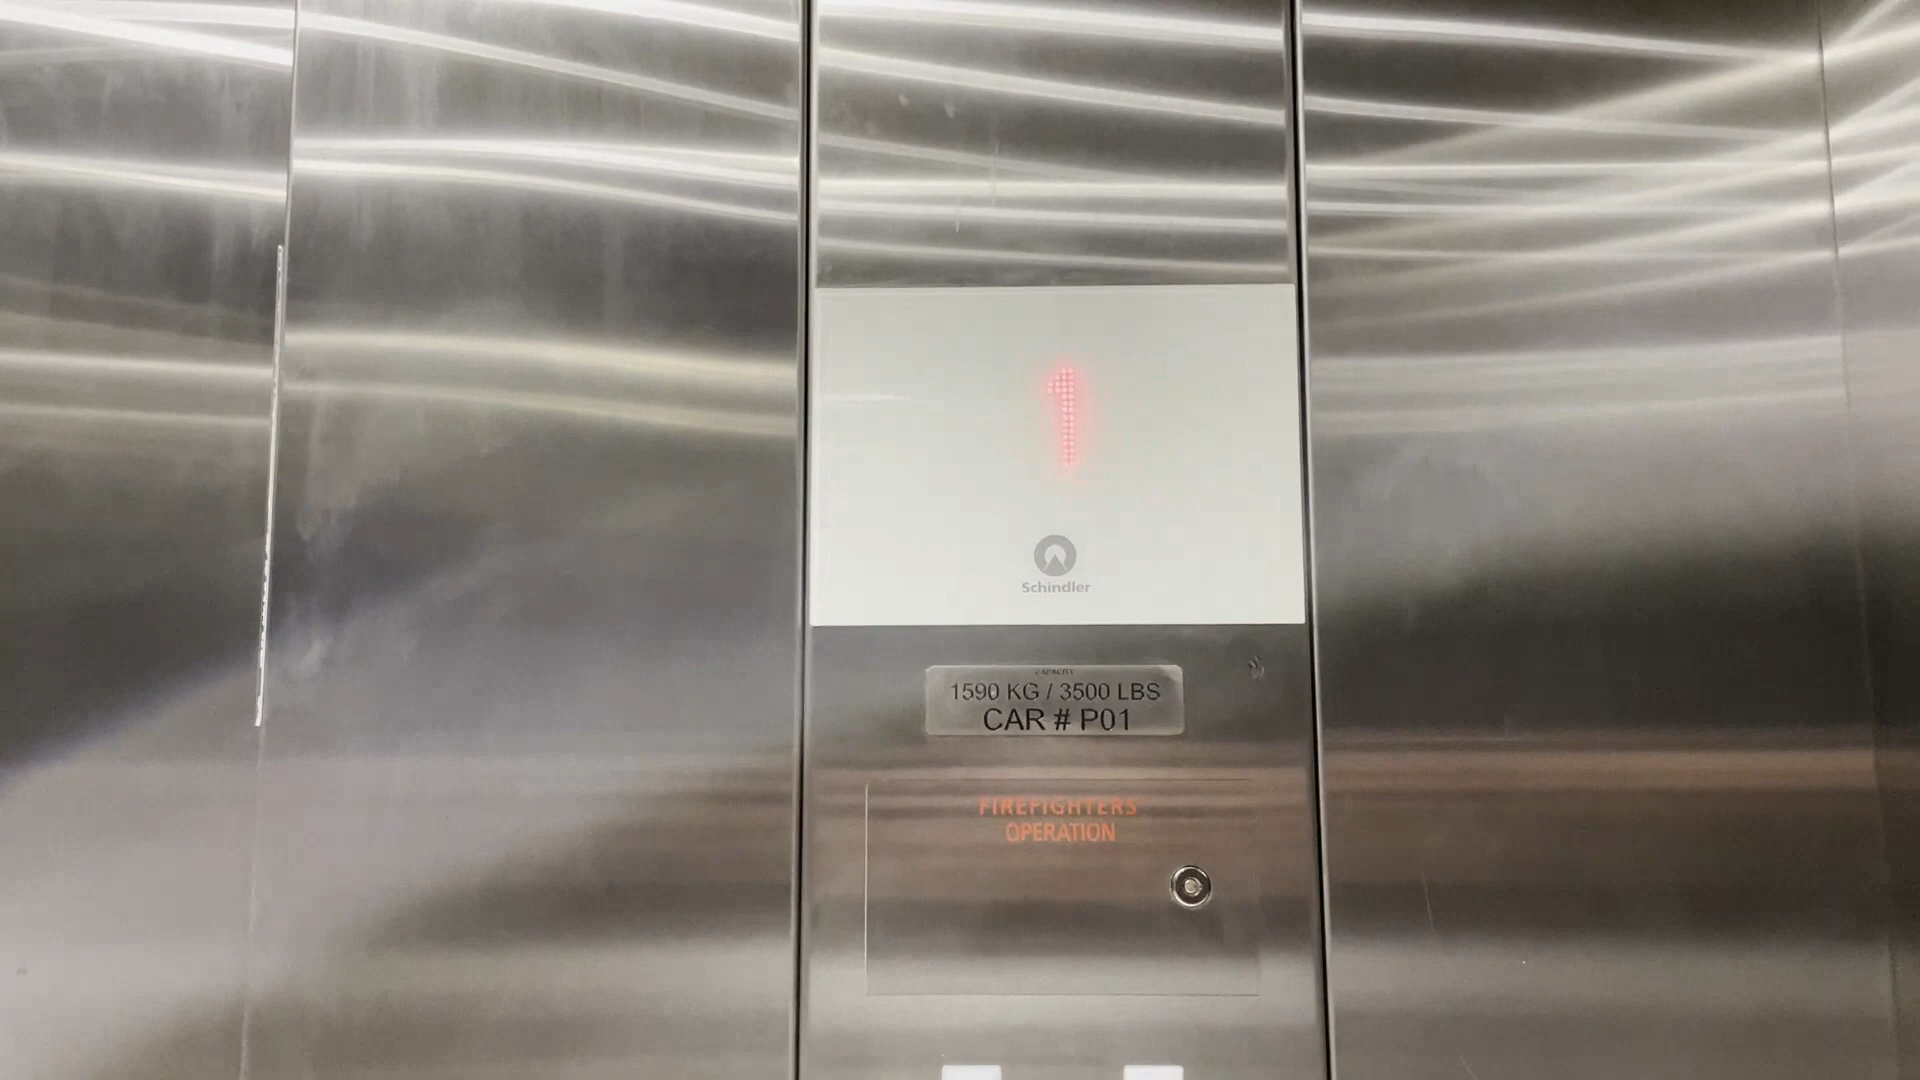 1
Schindler
CAPACITY
1590 KG / 3500 LBS
CAR # P01
FIREFIGHTERS
OPERATION